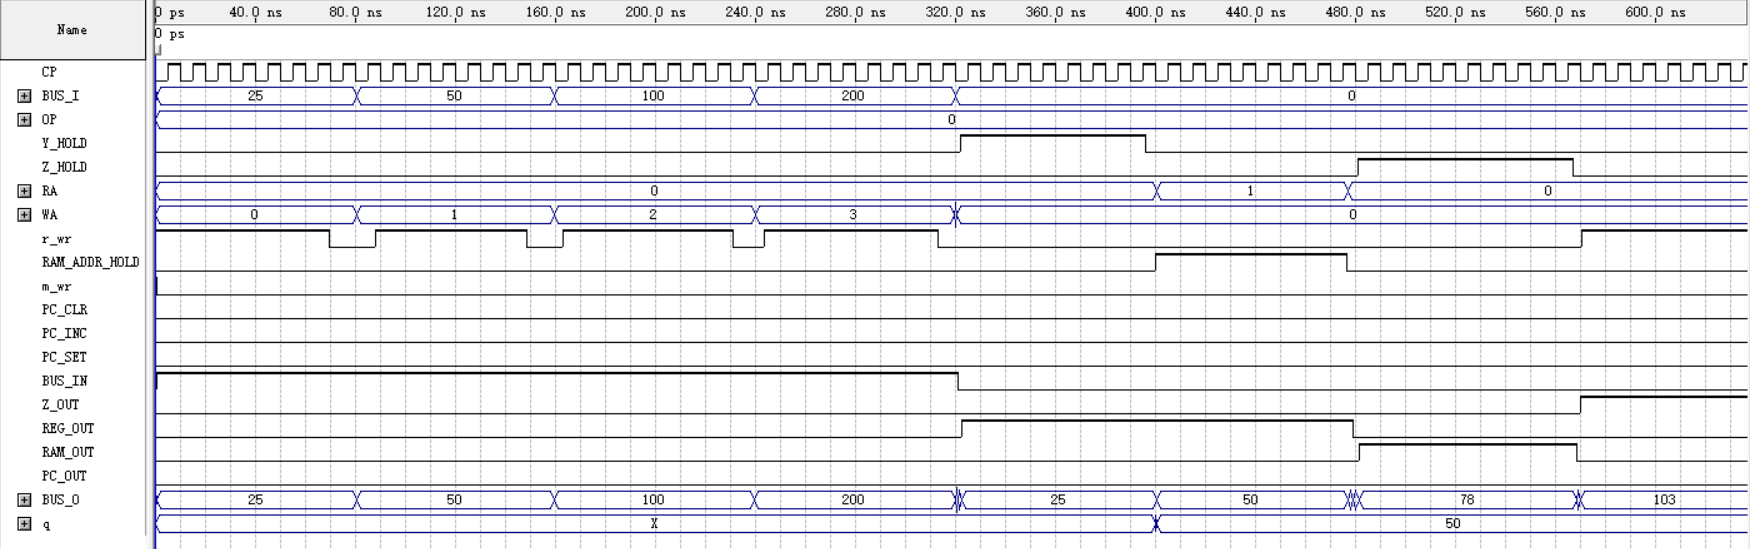 Name
0 ps 40.0 ns 80.0 ns 120.0 ns 160.0 ns 200.0 ns 240.0 ns 280.0 ns 320.0 ns 360.0 ns 400.0 ns 440.0 ns 480.0 ns 520.0 ns 560.0 ns 600.0 ns
0 ps
CP
BUS_I 25 50 100 200 0
OP 0
Y_HOLD
Z_HOLD
RA 0 1 0
WA 0 1 2 3 0
r_wr
RAM_ADDR_HOLD
m_wr
PC_CLR
PC_INC
PC_SET
BUS_IN
Z_OUT
REG_OUT
RAM_OUT
PC_OUT
BUS_O 25 50 100 200 25 50 78 103
q X 50